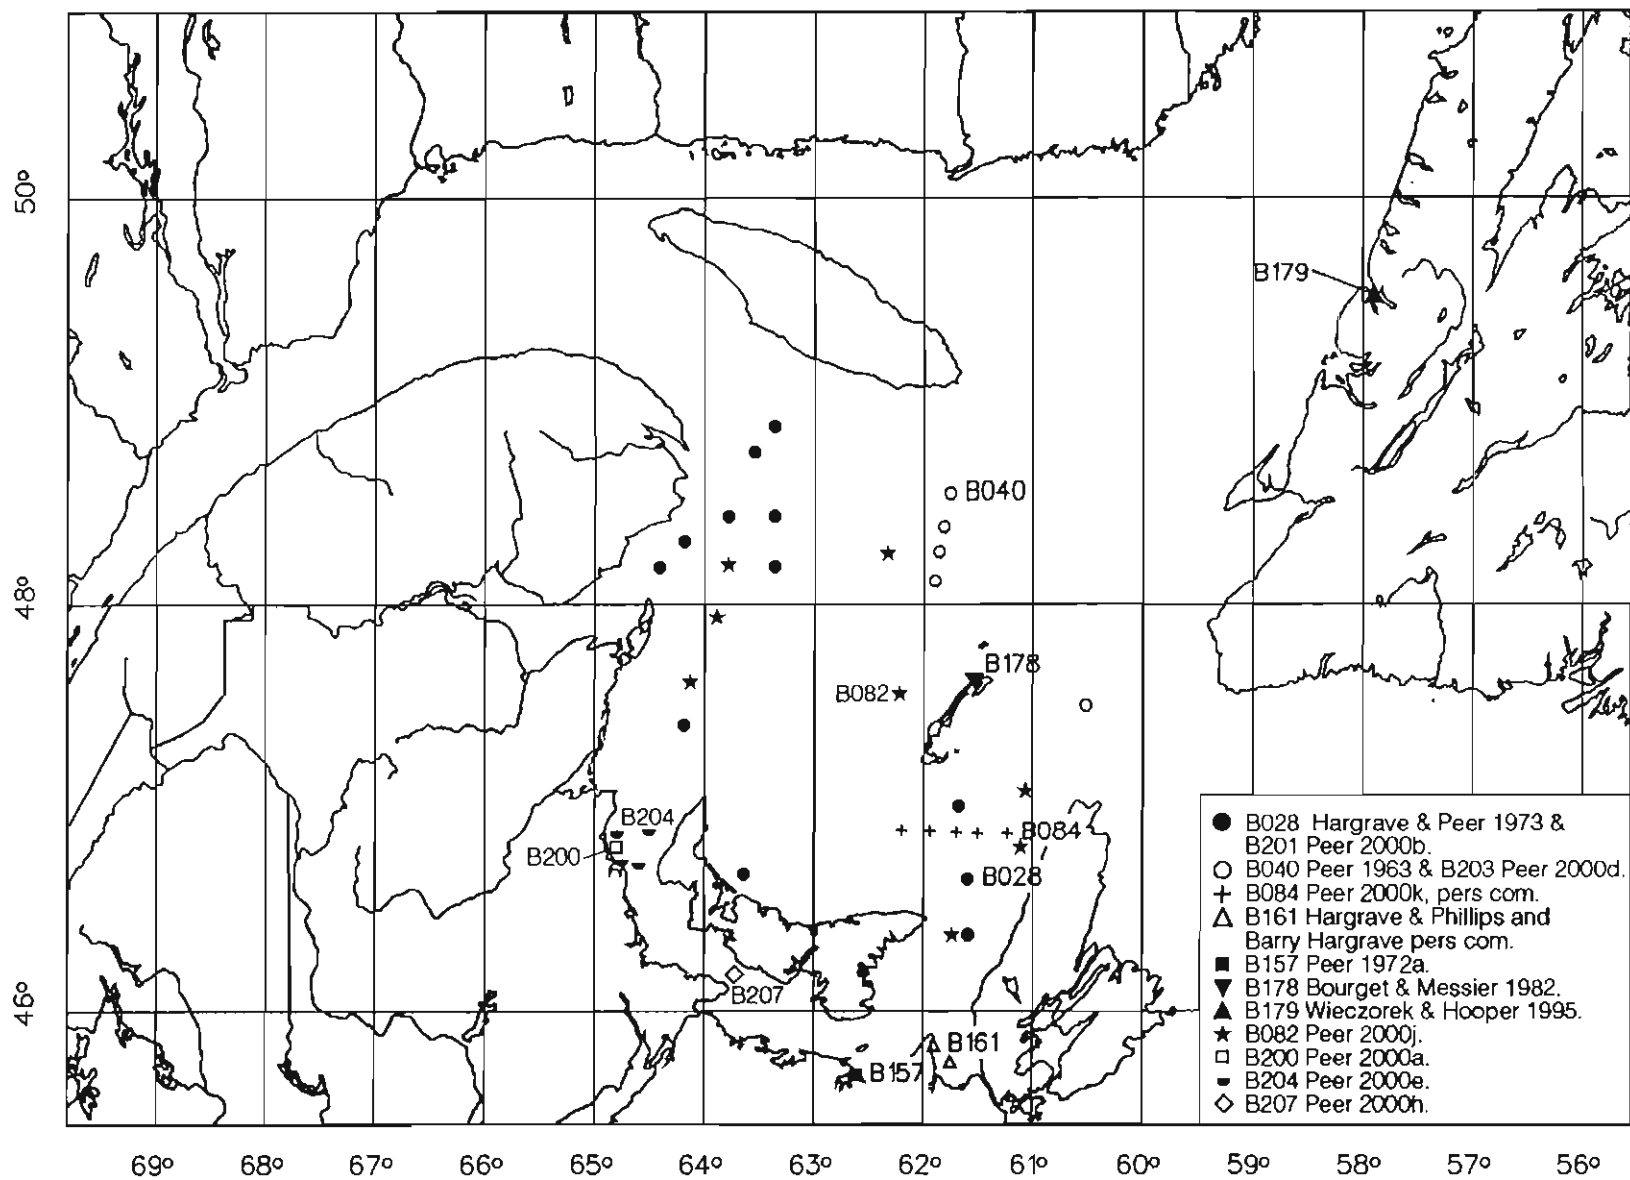 50°
B179
B040
48°
B178
B082
B204
B084
B200
B028
B207
46°
B161
B157
B028 Hargrave & Peer 1973 &
B201 Peer 2000b.
B040 Peer 1963 & B203 Peer 2000d.
B084 Peer 2000k, pers com.
B161 Hargrave & Phillips and
Barry Hargrave pers com.
B157 Peer 1972a.
B178 Bourget & Messier 1982.
B179 Wieczorek & Hooper 1995.
B082 Peer 2000j.
B200 Peer 2000a.
B204 Peer 2000e.
B207 Peer 2000h.
69° 68° 67° 66° 65° 64° 63° 62° 61° 60° 59° 58° 57° 56°